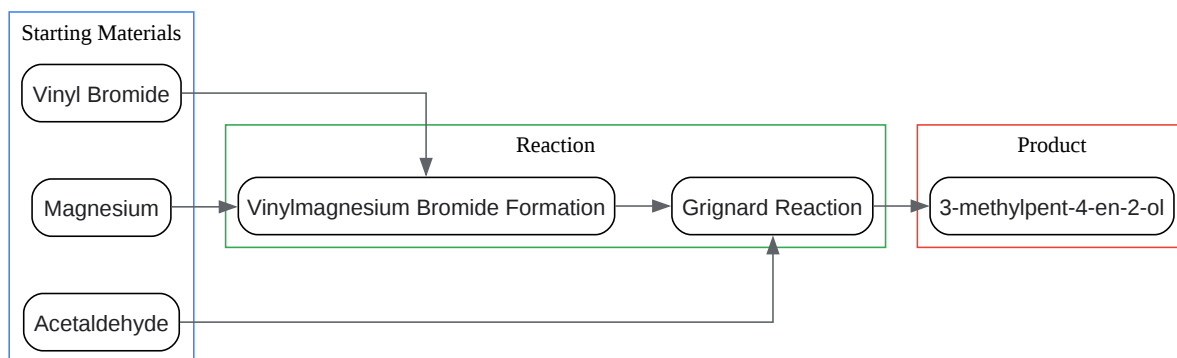 Starting Materials
Vinyl Bromide
Reaction
Product
Magnesium
Vinylmagnesium Bromide Formation
Grignard Reaction
3-methylpent-4-en-2-ol
Acetaldehyde